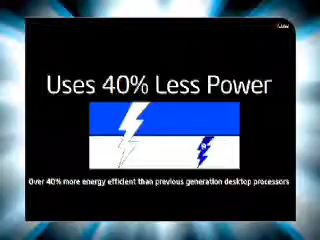 Uses 40% Less Power
Over 40% more energy efficient than previous generation desktop processors